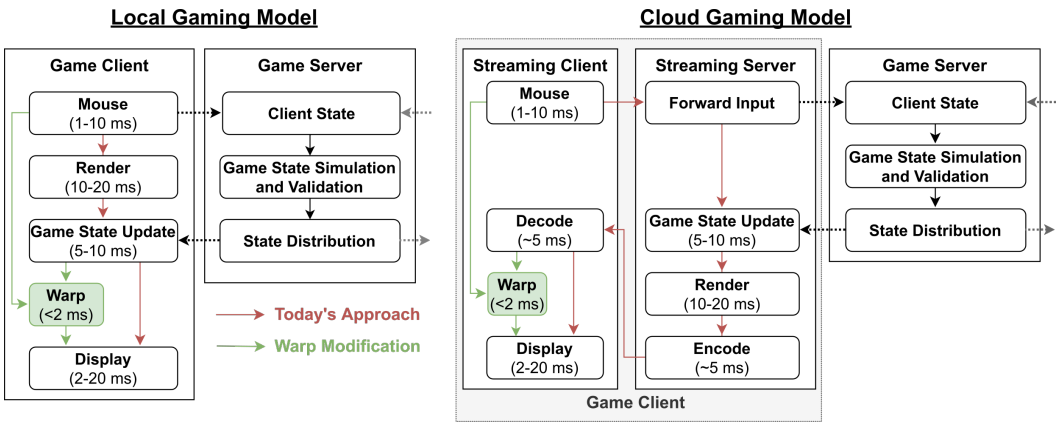 Local Gaming Model
Game Client
Mouse
(1-10 ms)
Render
(10-20 ms)
Game State Update
(5-10 ms)
Warp
(<2 ms)
Display
(2-20 ms)
Game Server
Client State
Game State Simulation
and Validation
State Distribution
Today's Approach
Warp Modification
Cloud Gaming Model
Streaming Client
Mouse
(1-10 ms)
Decode
(~5 ms)
Warp
(<2 ms)
Display
(2-20 ms)
Streaming Server
Forward Input
Game State Update
(5-10 ms)
Render
(10-20 ms)
Encode
(~5 ms)
Game Client
Game Server
Client State
Game State Simulation
and Validation
State Distribution